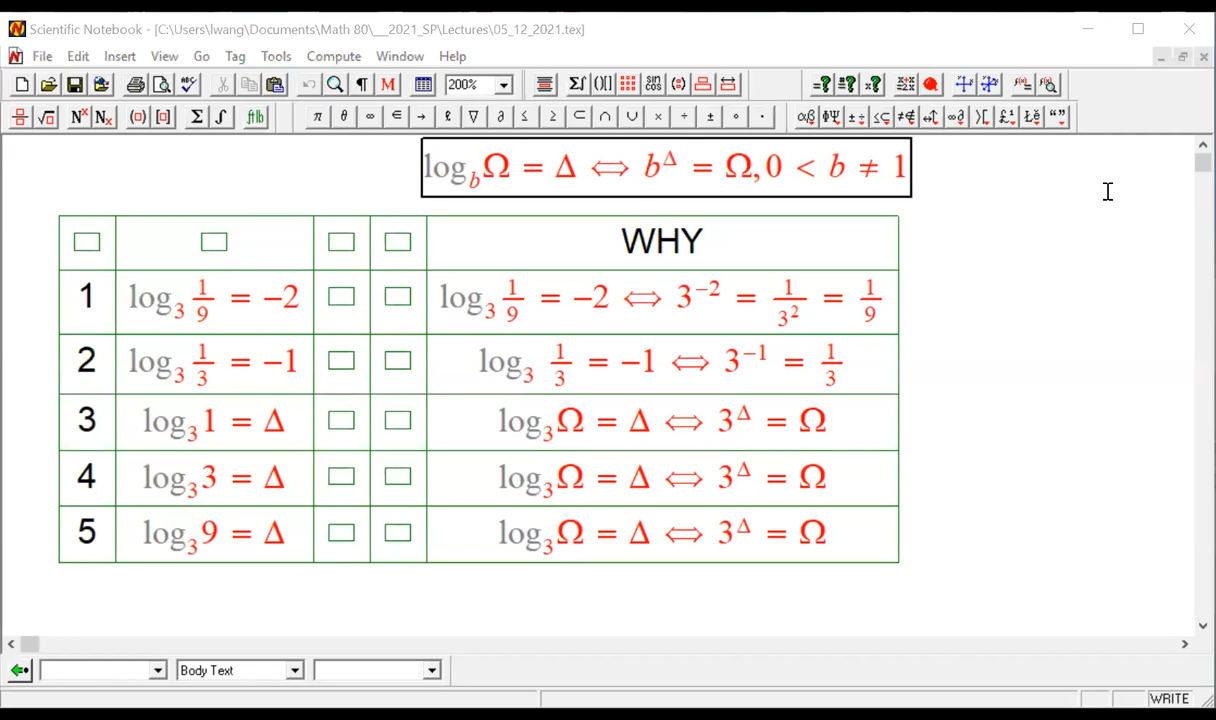 Scientific Notebook - [C:\Users\lwang\Documents\Math 80\__2021_SP\Lectures\05_12_2021.tex]
File Edit Insert View Go Tag Tools Compute Window Help
200%
π θ ∞ ∈ → ℓ ∇ ∂ ≤ ≥ ⊂ ∩ ∪ × ÷ ± ∘ ·
log_b Ω = Δ ⟺ b^Δ = Ω, 0 < b ≠ 1
WHY
1 log_3 1/9 = −2 log_3 1/9 = −2 ⟺ 3^−2 = 1/3^2 = 1/9
2 log_3 1/3 = −1 log_3 1/3 = −1 ⟺ 3^−1 = 1/3
3 log_3 1 = Δ log_3 Ω = Δ ⟺ 3^Δ = Ω
4 log_3 3 = Δ log_3 Ω = Δ ⟺ 3^Δ = Ω
5 log_3 9 = Δ log_3 Ω = Δ ⟺ 3^Δ = Ω
Body Text
WRITE